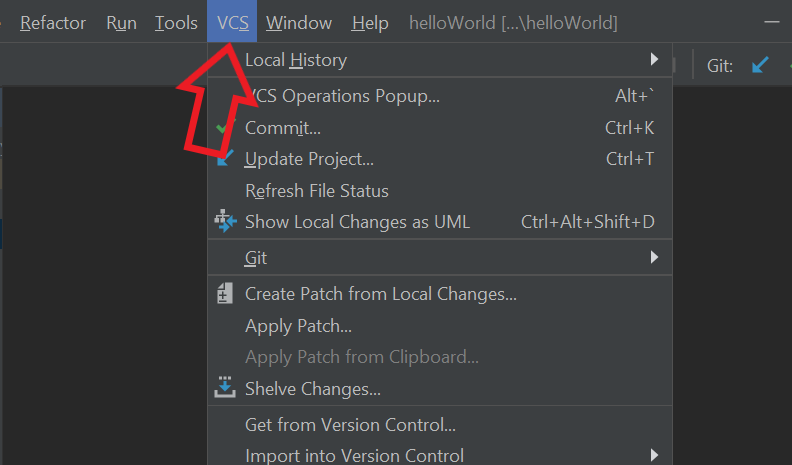 Refactor Run Tools VCS Window Help helloWorld [...\helloWorld]
Local History
Git:
VCS Operations Popup... Alt+`
Commit... Ctrl+K
Update Project... Ctrl+T
Refresh File Status
Show Local Changes as UML Ctrl+Alt+Shift+D
Git
Create Patch from Local Changes...
Apply Patch...
Apply Patch from Clipboard...
Shelve Changes...
Get from Version Control...
Import into Version Control